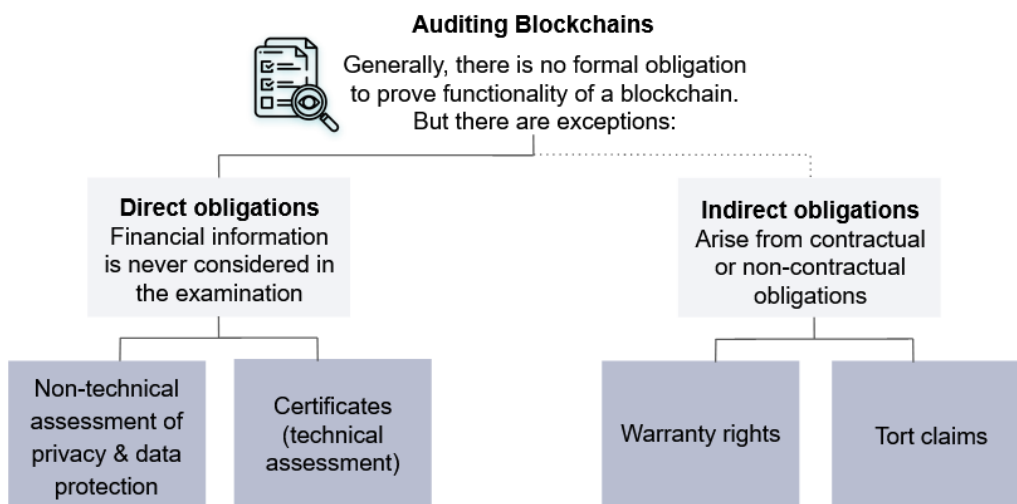 Auditing Blockchains
Generally, there is no formal obligation
to prove functionality of a blockchain.
But there are exceptions:
Direct obligations
Financial information
is never considered in
the examination
Indirect obligations
Arise from contractual
or non-contractual
obligations
Non-technical
assessment of
privacy & data
protection
Certificates
(technical
assessment)
Warranty rights
Tort claims